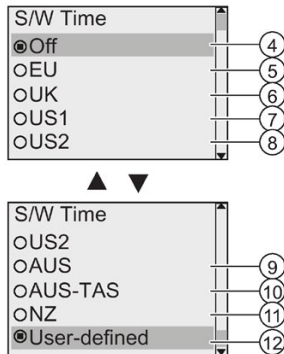 S/W Time
Off 4
EU 5
UK 6
US1 7
US2 8
S/W Time
US2
AUS 9
AUS-TAS 10
NZ 11
User-defined 12